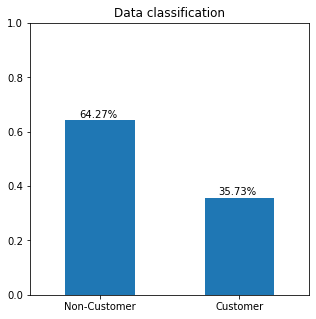 Data classification
1.0
0.8
0.6
0.4
0.2
0.0
64.27%
35.73%
Non-Customer
Customer